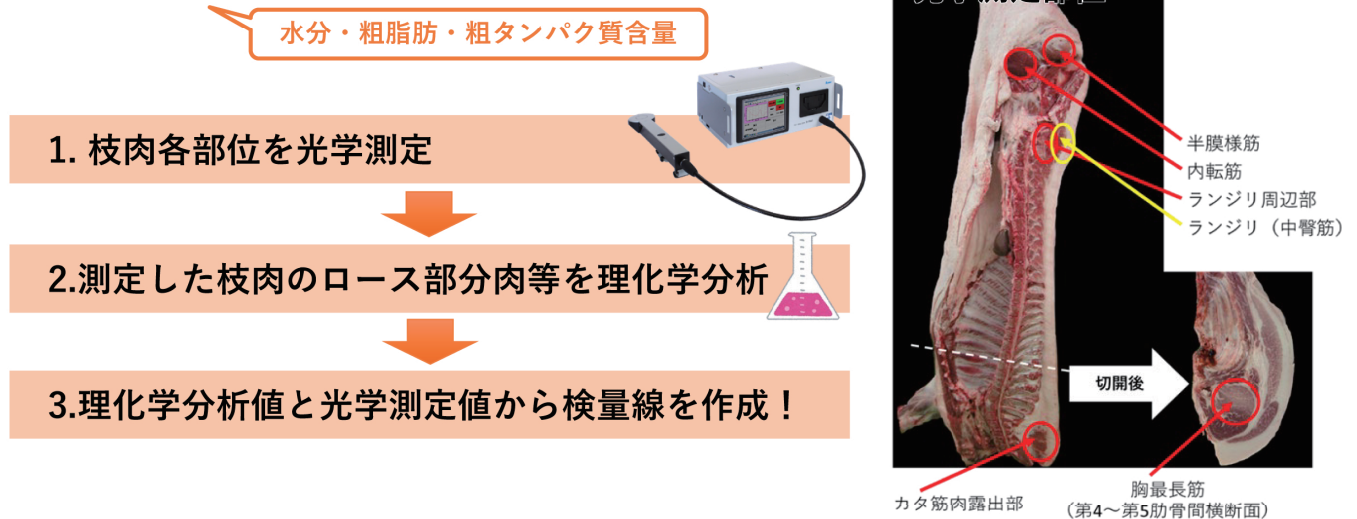 水分・粗脂肪・粗タンパク質含量
1. 枝肉各部位を光学測定
2.測定した枝肉のロース部分肉等を理化学分析
3.理化学分析値と光学測定値から検量線を作成！
半膜様筋
内転筋
ランジリ周辺部
ランジリ（中臀筋）
切開後
カタ筋肉露出部
胸最長筋
（第4～第5肋骨間横断面）